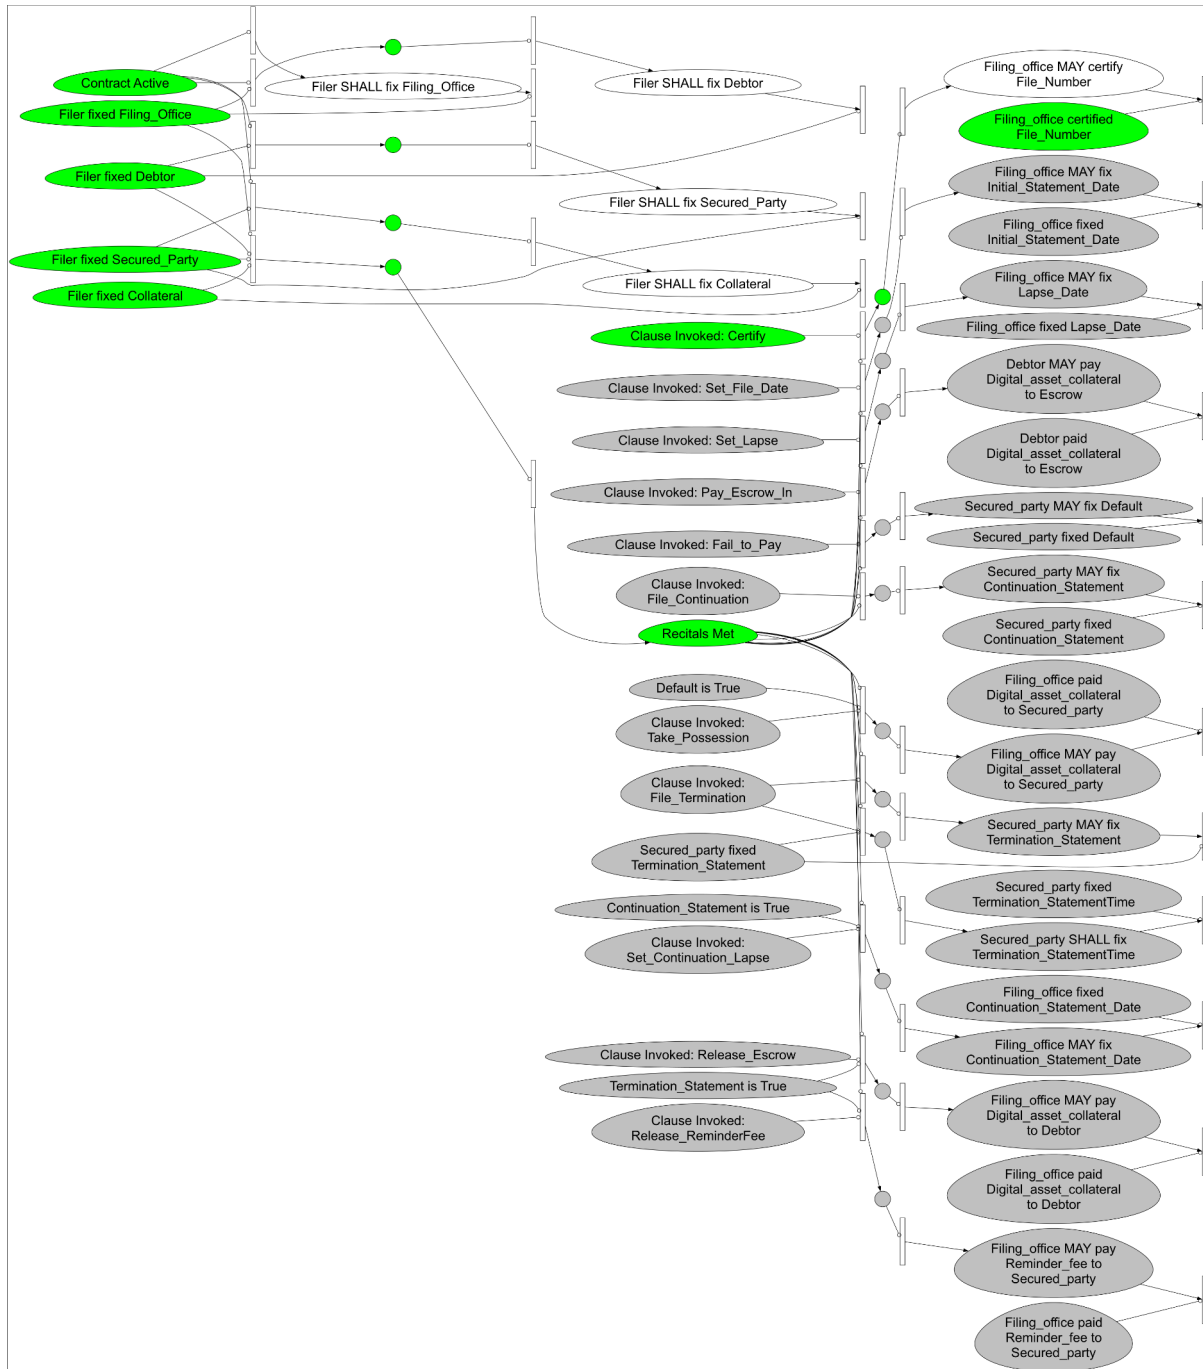 Contract Active
Filer fixed Filing_Office
Filer fixed Debtor
Filer fixed Secured_Party
Filer fixed Collateral
Filer SHALL fix Filing_Office
Filer SHALL fix Debtor
Filer SHALL fix Secured_Party
Filer SHALL fix Collateral
Clause Invoked: Certify
Clause Invoked: Set_File_Date
Clause Invoked: Set_Lapse
Clause Invoked: Pay_Escrow_In
Clause Invoked: Fail_to_Pay
Clause Invoked:
File_Continuation
Recitals Met
Default is True
Clause Invoked:
Take_Possession
Clause Invoked:
File_Termination
Secured_party fixed
Termination_Statement
Continuation_Statement is True
Clause Invoked:
Set_Continuation_Lapse
Clause Invoked: Release_Escrow
Termination_Statement is True
Clause Invoked:
Release_ReminderFee
Filing_office MAY certify
File_Number
Filing_office certified
File_Number
Filing_office MAY fix
Initial_Statement_Date
Filing_office fixed
Initial_Statement_Date
Filing_office MAY fix
Lapse_Date
Filing_office fixed Lapse_Date
Debtor MAY pay
Digital_asset_collateral
to Escrow
Debtor paid
Digital_asset_collateral
to Escrow
Secured_party MAY fix Default
Secured_party fixed Default
Secured_party MAY fix
Continuation_Statement
Secured_party fixed
Continuation_Statement
Filing_office paid
Digital_asset_collateral
to Secured_party
Filing_office MAY pay
Digital_asset_collateral
to Secured_party
Secured_party MAY fix
Termination_Statement
Secured_party fixed
Termination_StatementTime
Secured_party SHALL fix
Termination_StatementTime
Filing_office fixed
Continuation_Statement_Date
Filing_office MAY fix
Continuation_Statement_Date
Filing_office MAY pay
Digital_asset_collateral
to Debtor
Filing_office paid
Digital_asset_collateral
to Debtor
Filing_office MAY pay
Reminder_fee to
Secured_party
Filing_office paid
Reminder_fee to
Secured_party